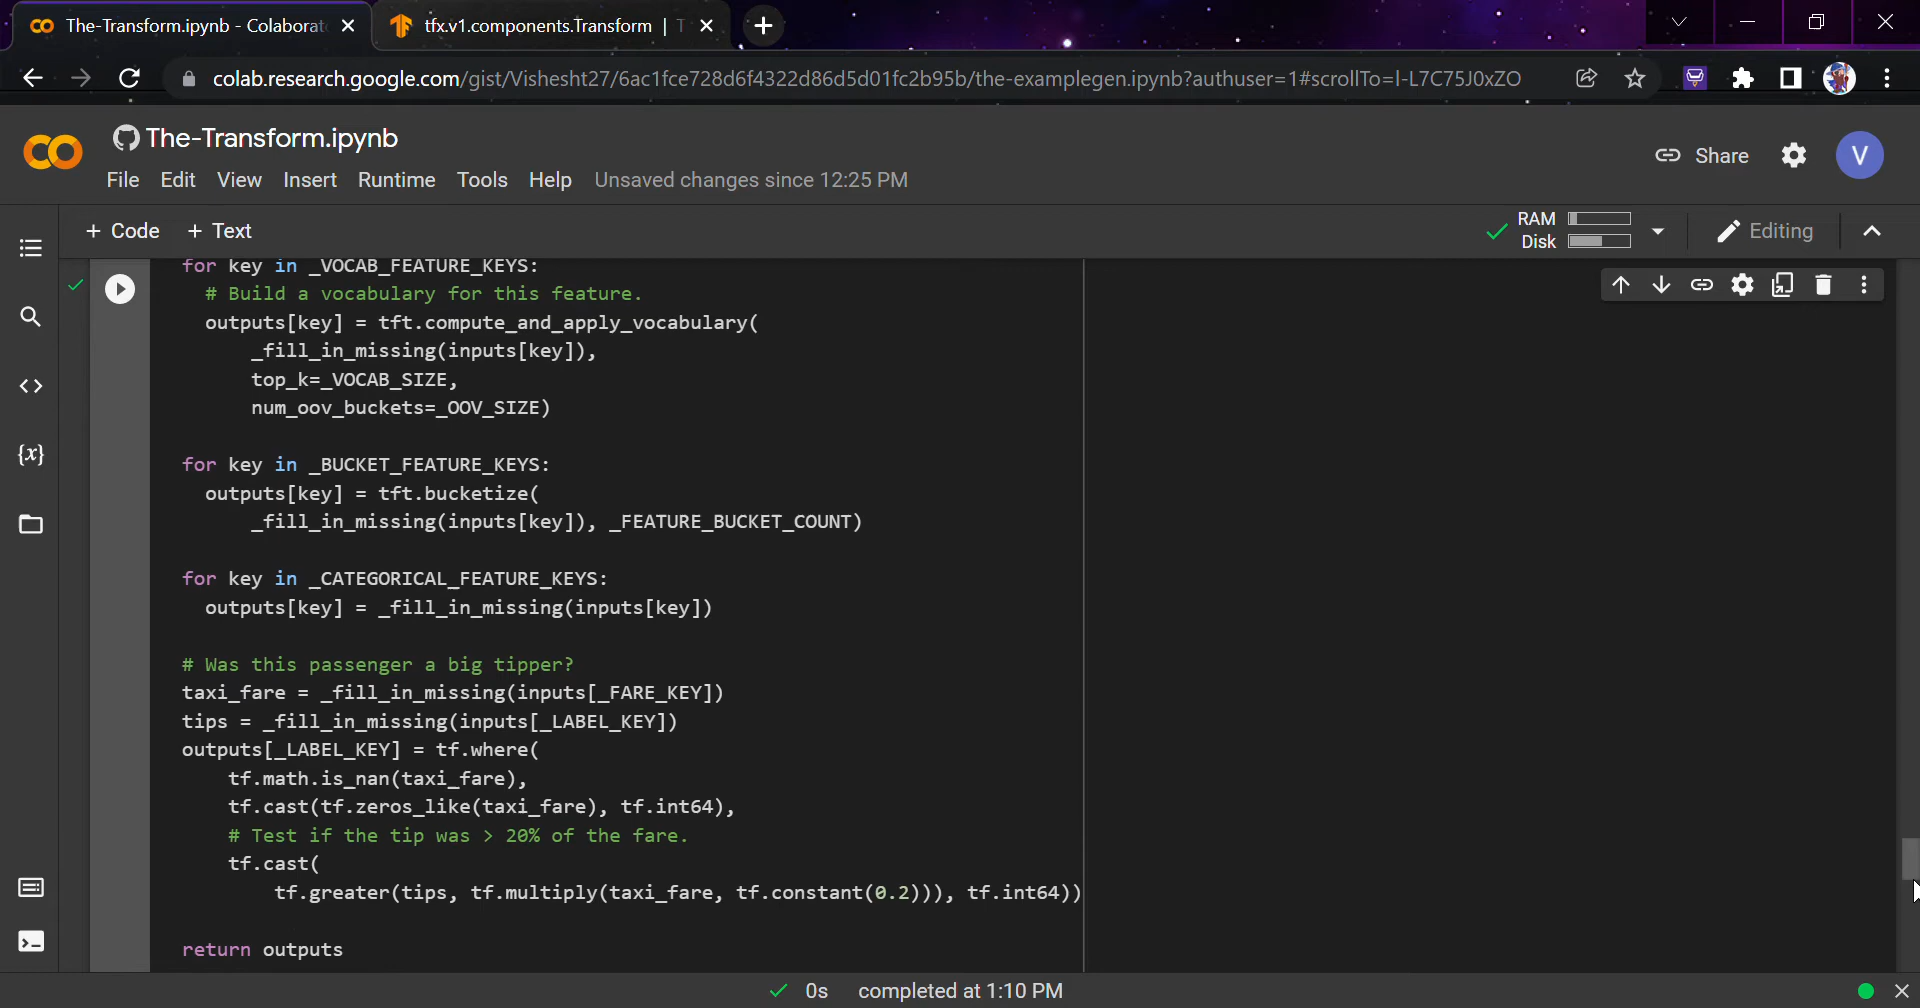 The-Transform.ipynb - Colaborat
tfx.v1.components.Transform | T
colab.research.google.com/gist/Vishesht27/6ac1fce728d6f4322d86d5d01fc2b95b/the-examplegen.ipynb?authuser=1#scrollTo=l-L7C75J0xZO
The-Transform.ipynb
File Edit View Insert Runtime Tools Help Unsaved changes since 12:25 PM
Share
V
+ Code + Text
RAM
Disk
Editing
for key in _VOCAB_FEATURE_KEYS:
# Build a vocabulary for this feature.
outputs[key] = tft.compute_and_apply_vocabulary(
_fill_in_missing(inputs[key]),
top_k=_VOCAB_SIZE,
num_oov_buckets=_OOV_SIZE)
for key in _BUCKET_FEATURE_KEYS:
outputs[key] = tft.bucketize(
_fill_in_missing(inputs[key]), _FEATURE_BUCKET_COUNT)
for key in _CATEGORICAL_FEATURE_KEYS:
outputs[key] = _fill_in_missing(inputs[key])
# Was this passenger a big tipper?
taxi_fare = _fill_in_missing(inputs[_FARE_KEY])
tips = _fill_in_missing(inputs[_LABEL_KEY])
outputs[_LABEL_KEY] = tf.where(
tf.math.is_nan(taxi_fare),
tf.cast(tf.zeros_like(taxi_fare), tf.int64),
# Test if the tip was > 20% of the fare.
tf.cast(
tf.greater(tips, tf.multiply(taxi_fare, tf.constant(0.2))), tf.int64))
return outputs
0s completed at 1:10 PM